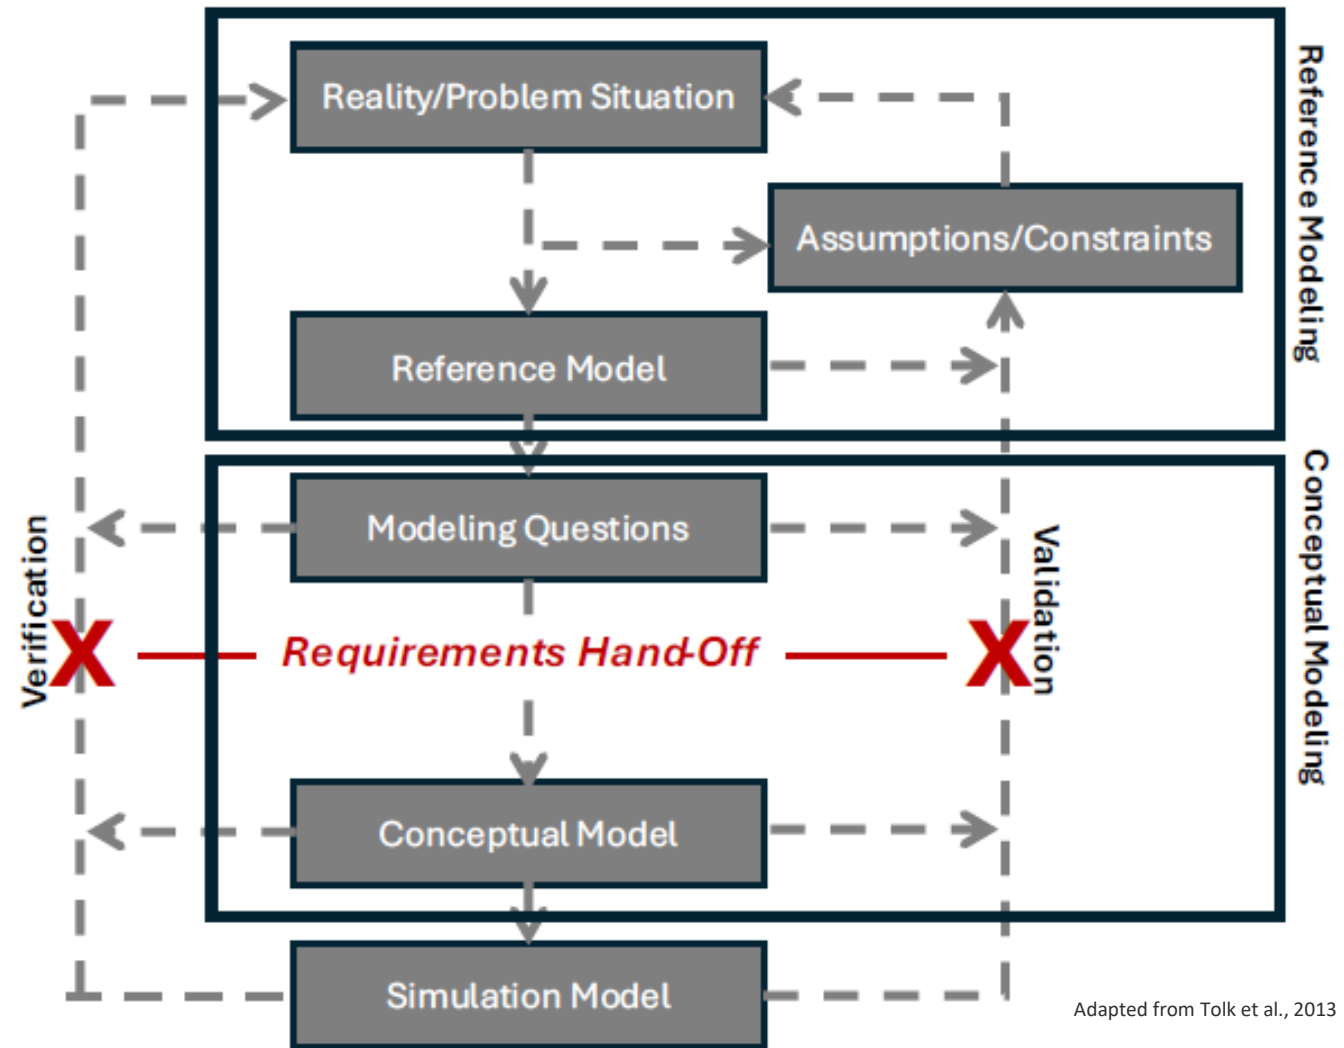 Reality/Problem Situation
Assumptions/Constraints
Reference Model
Reference Modeling
Modeling Questions
Verification
X
Requirements Hand-Off
X
Validation
Conceptual Modeling
Conceptual Model
Simulation Model
Adapted from Tolk et al., 2013